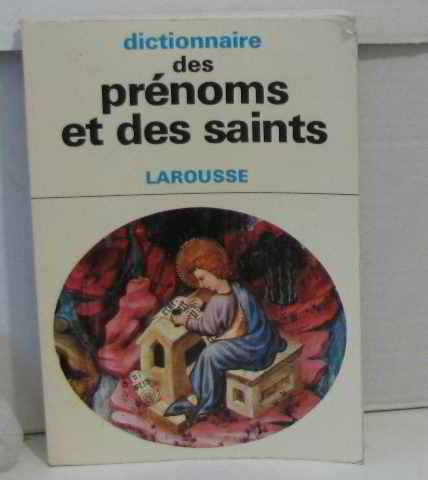 dictionnaire
des
prénoms
et des saints
LAROUSSE